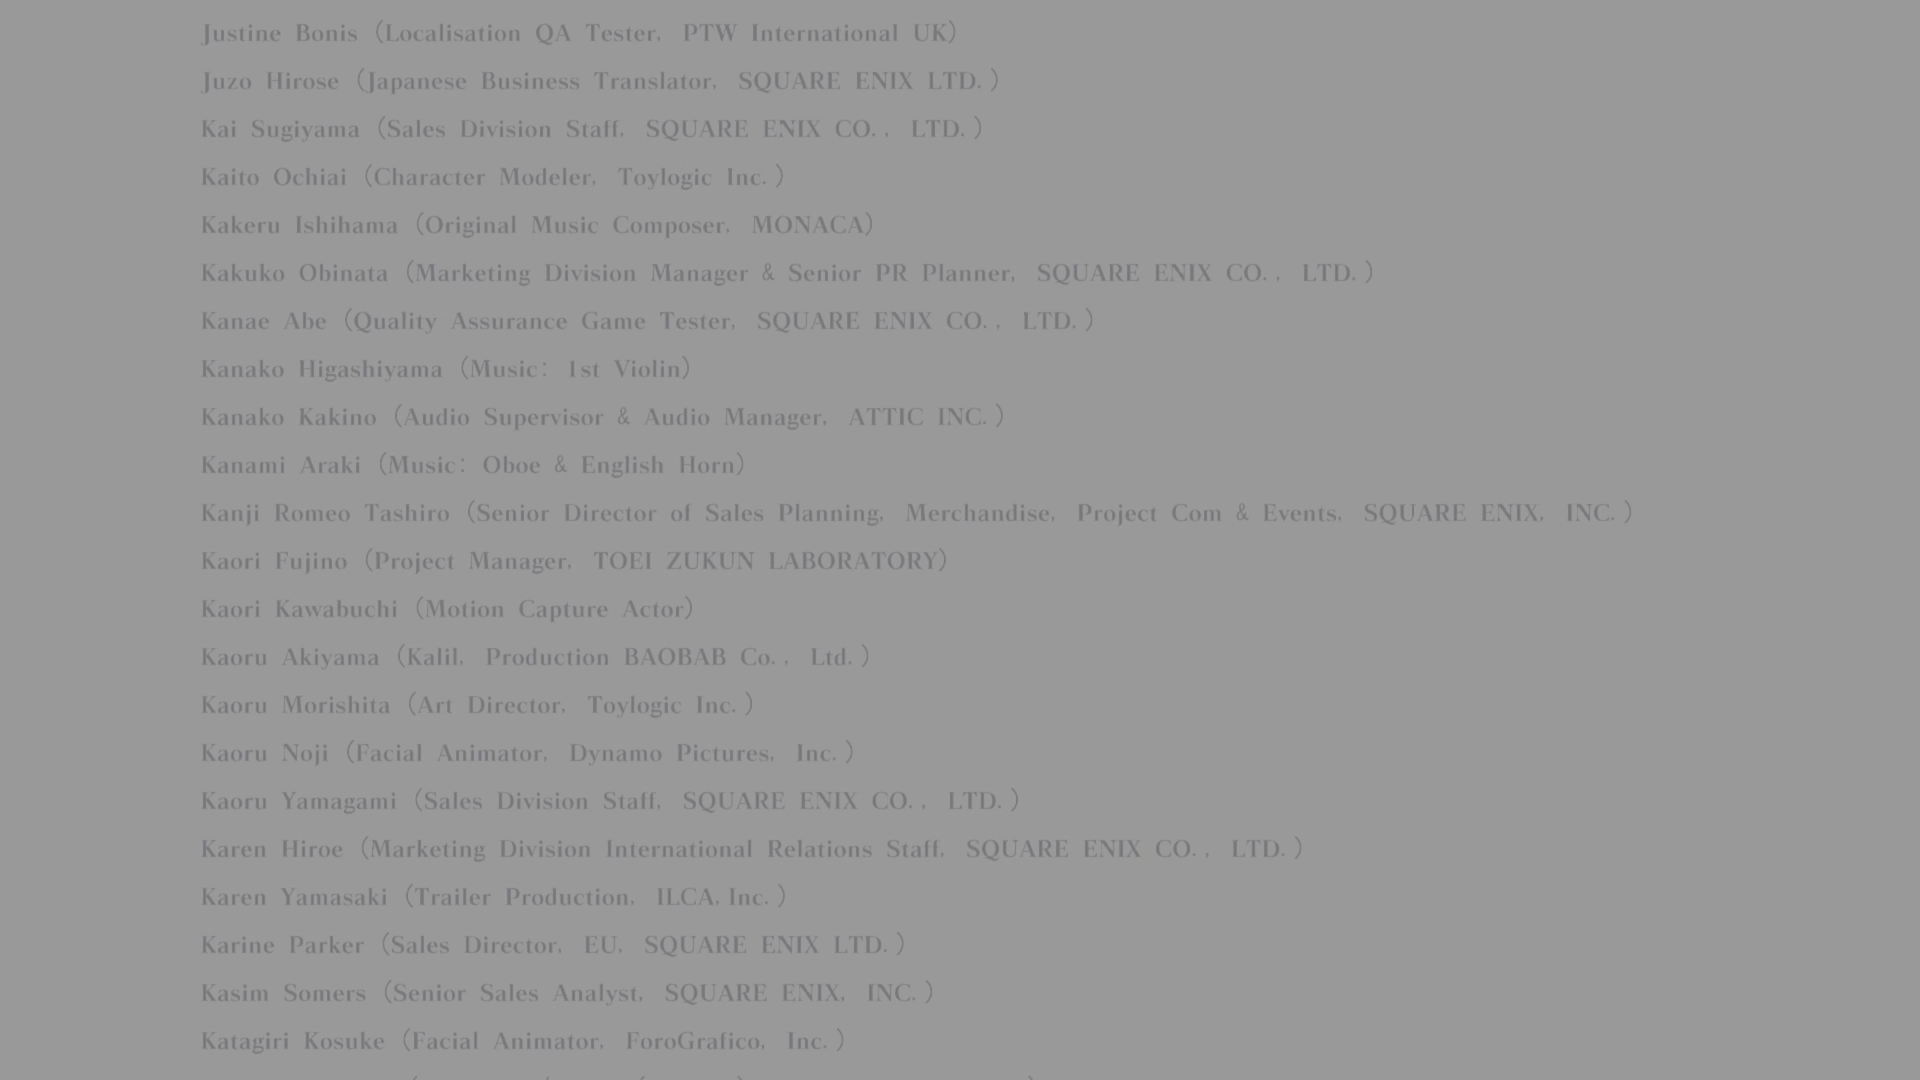 Justine Bonis (Localisation QA Tester, PTW International UK)
Juzo Hirose (Japanese Business Translator, SQUARE ENIX LTD.)
Kai Sugiyama (Sales Division Staff, SQUARE ENIX CO., LTD.)
Kaito Ochiai (Character Modeler, Toylogic Inc.)
Kakeru Ishihama (Original Music Composer, MONACA)
Kakuko Obinata (Marketing Division Manager & Senior PR Planner, SQUARE ENIX CO., LTD.)
Kanae Abe (Quality Assurance Game Tester, SQUARE ENIX CO., LTD.)
Kanako Higashiyama (Music: 1st Violin)
Kanako Kakino (Audio Supervisor & Audio Manager, ATTIC INC.)
Kanami Araki (Music: Oboe & English Horn)
Kanji Romeo Tashiro (Senior Director of Sales Planning, Merchandise, Project Com & Events, SQUARE ENIX, INC.)
Kaori Fujino (Project Manager, TOEI ZUKUN LABORATORY)
Kaori Kawabuchi (Motion Capture Actor)
Kaoru Akiyama (Kalil, Production BAOBAB Co., Ltd.)
Kaoru Morishita (Art Director, Toylogic Inc.)
Kaoru Noji (Facial Animator, Dynamo Pictures, Inc.)
Kaoru Yamagami (Sales Division Staff, SQUARE ENIX CO., LTD.)
Karen Hiroe (Marketing Division International Relations Staff, SQUARE ENIX CO., LTD.)
Karen Yamasaki (Trailer Production, ILCA, Inc.)
Karine Parker (Sales Director, EU, SQUARE ENIX LTD.)
Kasim Somers (Senior Sales Analyst, SQUARE ENIX, INC.)
Katagiri Kosuke (Facial Animator, ForoGrafico, Inc.)